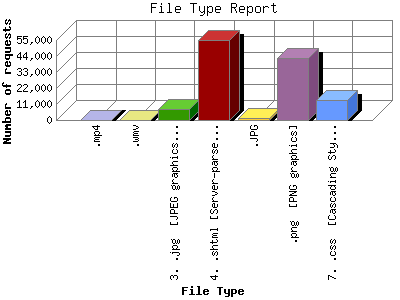 File Type Report
Number of requests
55,000
44,000
33,000
22,000
11,000
0
.mp4
.wmv
3. .jpg [JPEG graphics...
4. .shtml [Server-parse...
.JPG
.png [PNG graphics]
7. .css [Cascading Sty...
File Type